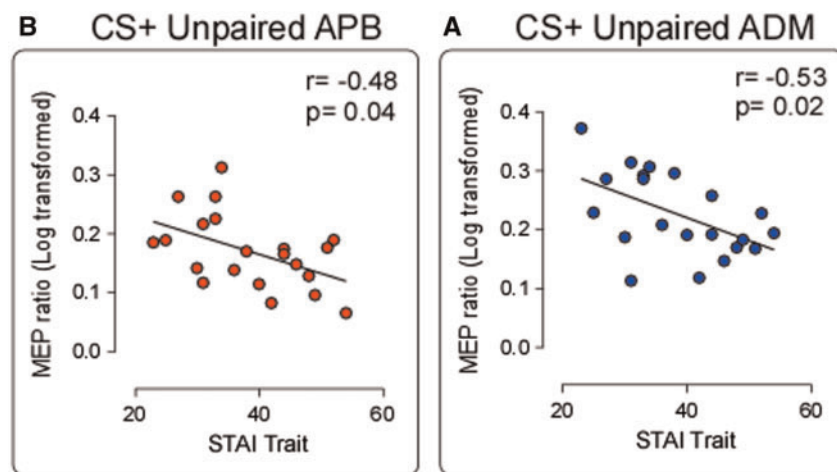 B CS+ Unpaired APB
r= -0.48
p= 0.04
MEP ratio (Log transformed)
0.4
0.3
0.2
0.1
0.0
20 40 60
STAI Trait
A CS+ Unpaired ADM
r= -0.53
p= 0.02
MEP ratio (Log transformed)
0.4
0.3
0.2
0.1
0.0
20 40 60
STAI Trait